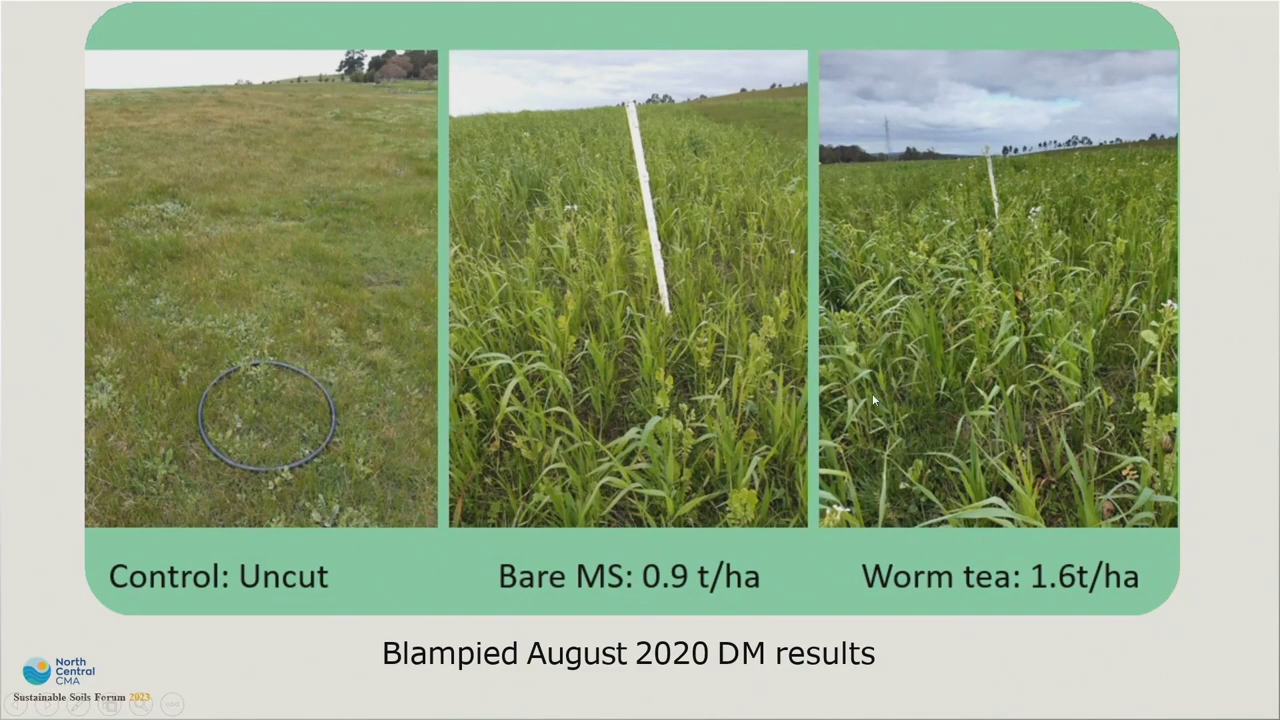 Control: Uncut
Bare MS: 0.9 t/ha
Worm tea: 1.6t/ha
Blampied August 2020 DM results
North
Central
CMA
Sustainable Soils Forum 2023